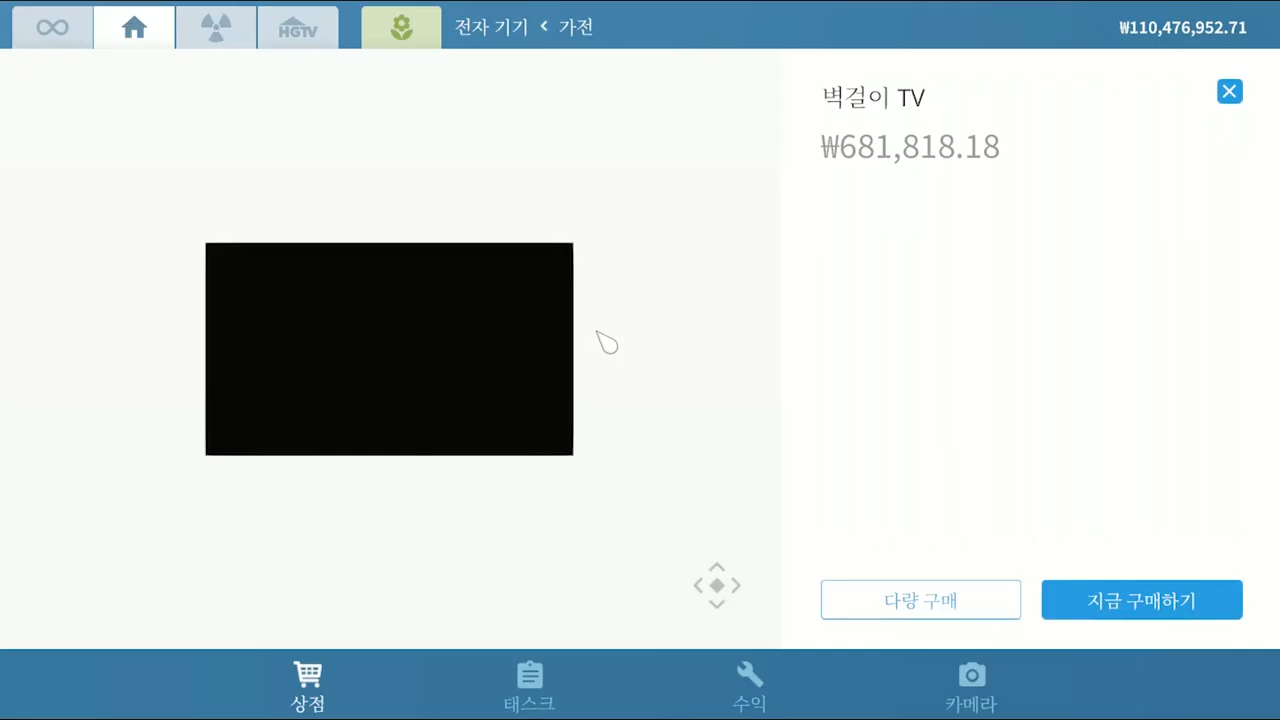 HGTV
전자 기기 < 가전
₩110,476,952.71
벽걸이 TV
₩681,818.18
다량 구매
지금 구매하기
상점
태스크
수익
카메라